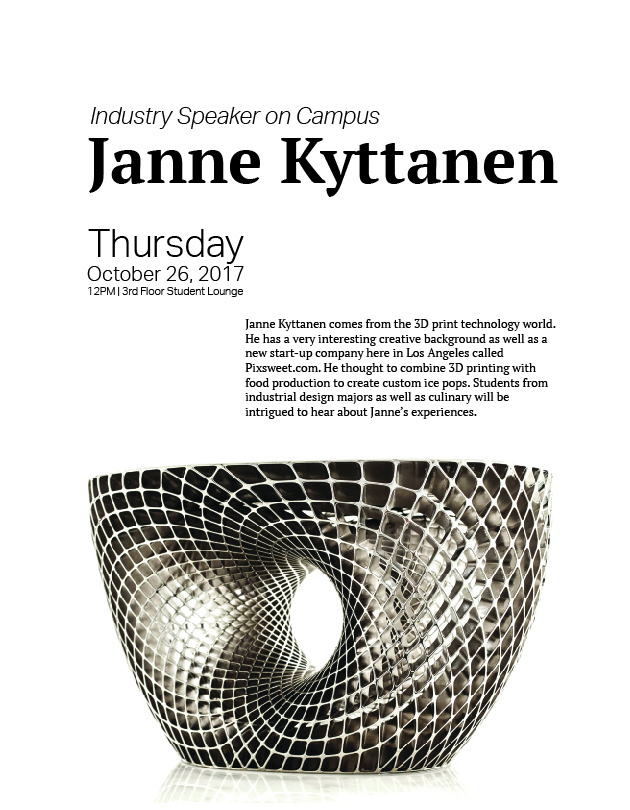 Industry Speaker on Campus
Janne Kyttanen
Thursday
October 26, 2017
12PM | 3rd Floor Student Lounge
Janne Kyttanen comes from the 3D print technology world.
He has a very interesting creative background as well as a
new start-up company here in Los Angeles called
Pixsweet.com. He thought to combine 3D printing with
food production to create custom ice pops. Students from
industrial design majors as well as culinary will be
intrigued to hear about Janne’s experiences.